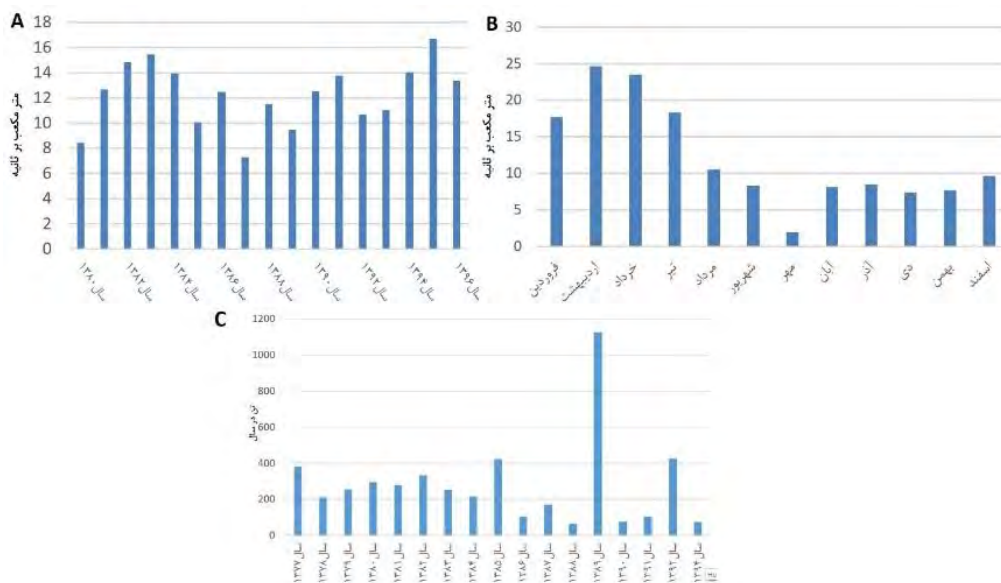 A
متر مکعب بر ثانیه
18
16
14
12
10
8
6
4
2
0
سال ۱۳۸۰
سال ۱۳۸۲
سال ۱۳۸۴
سال ۱۳۸۶
سال ۱۳۸۸
سال ۱۳۹۰
سال ۱۳۹۲
سال ۱۳۹۴
سال ۱۳۹۶
B
متر مکعب بر ثانیه
30
25
20
15
10
5
0
فروردین
اردیبهشت
خرداد
تیر
مرداد
شهریور
مهر
آبان
آذر
دی
بهمن
اسفند
C
تن در سال
1200
1000
800
600
400
200
0
سال ۱۳۷۷
سال ۱۳۷۸
سال ۱۳۷۹
سال ۱۳۸۰
سال ۱۳۸۱
سال ۱۳۸۲
سال ۱۳۸۳
سال ۱۳۸۴
سال ۱۳۸۵
سال ۱۳۸۶
سال ۱۳۸۷
سال ۱۳۸۸
سال ۱۳۸۹
سال ۱۳۹۰
سال ۱۳۹۱
سال ۱۳۹۲
سال ۱۳۹۴